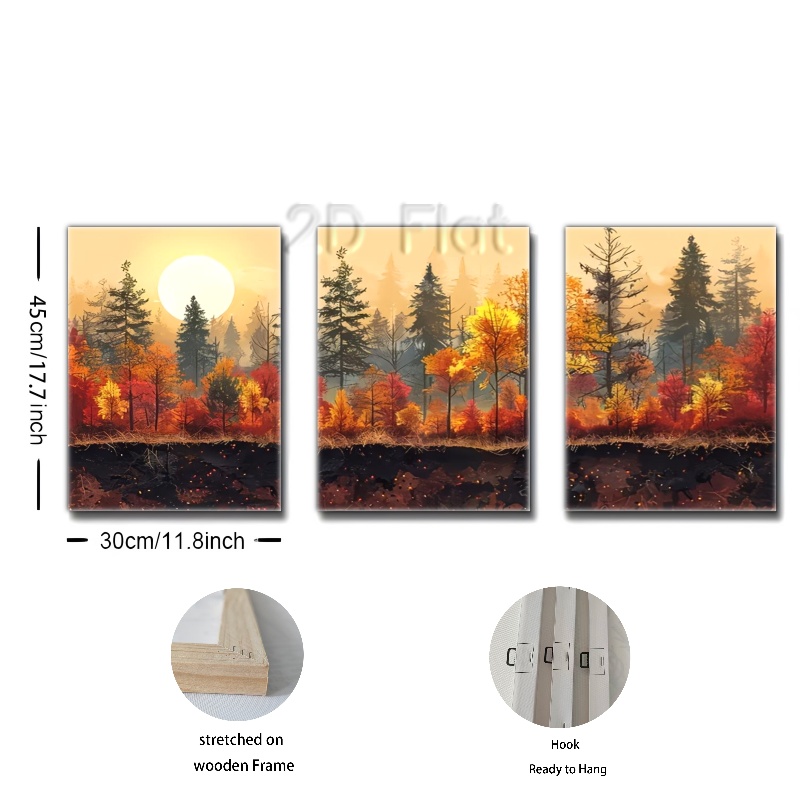 2D Flat
45cm/17.7inch
30cm/11.8inch
stretched on
wooden Frame
Hook
Ready to Hang